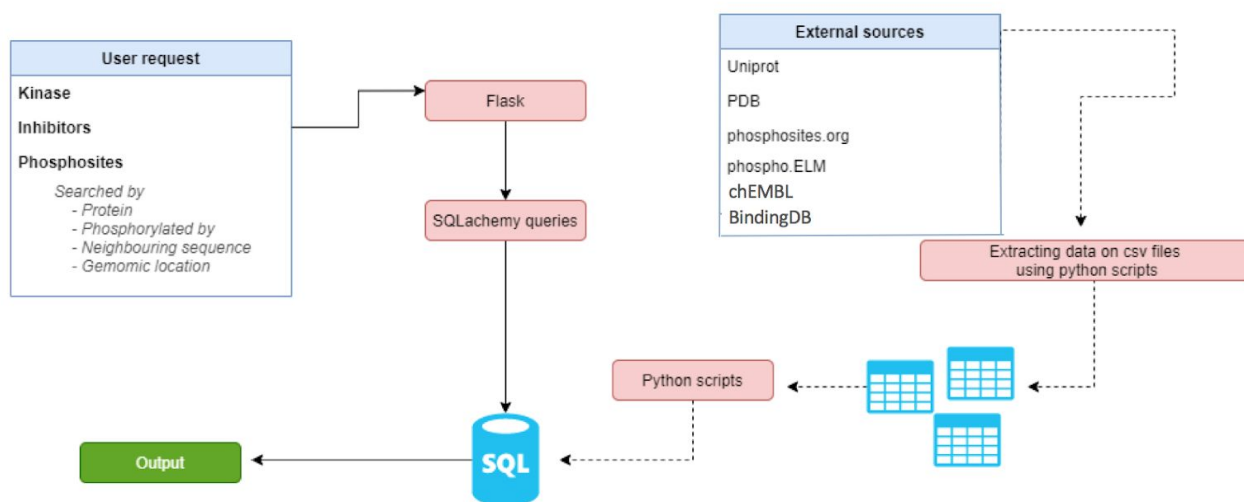 User request
Kinase
Inhibitors
Phosphosites
Searched by
- Protein
- Phosphorylated by
- Neighbouring sequence
- Gemomic location
Flask
SQLachemy queries
External sources
Uniprot
PDB
phosphosites.org
phospho.ELM
chEMBL
BindingDB
Extracting data on csv files
using python scripts
Python scripts
SQL
Output